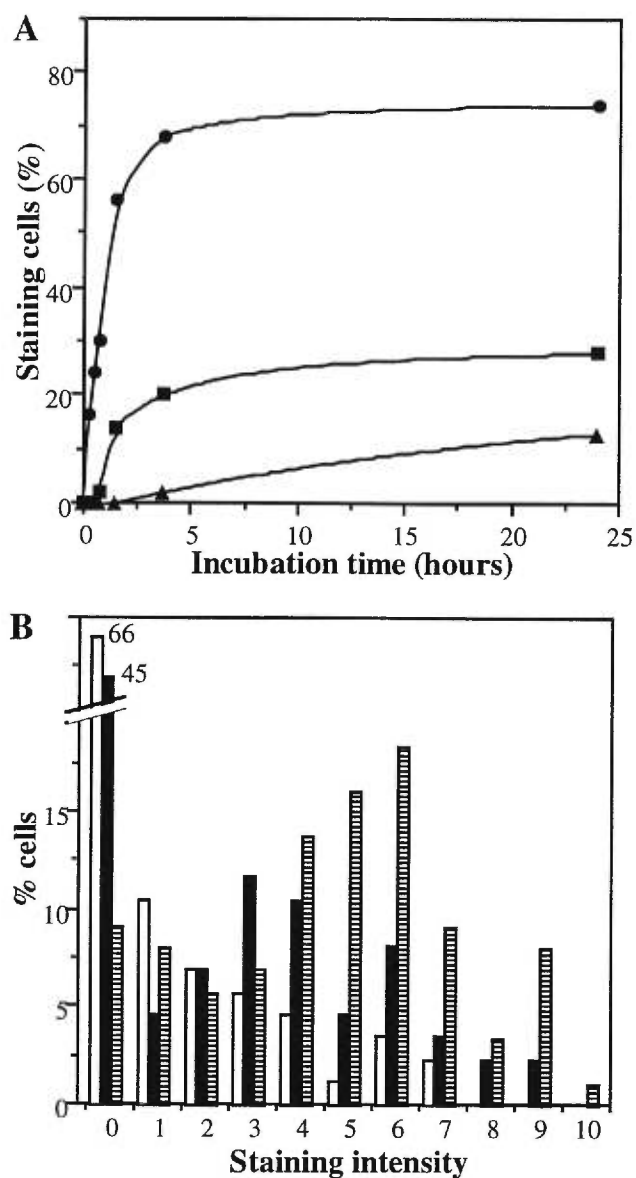 A
80
60
40
20
0
Staining cells (%)
0 5 10 15 20 25
Incubation time (hours)
B
66
45
15
10
5
0
% cells
0 1 2 3 4 5 6 7 8 9 10
Staining intensity